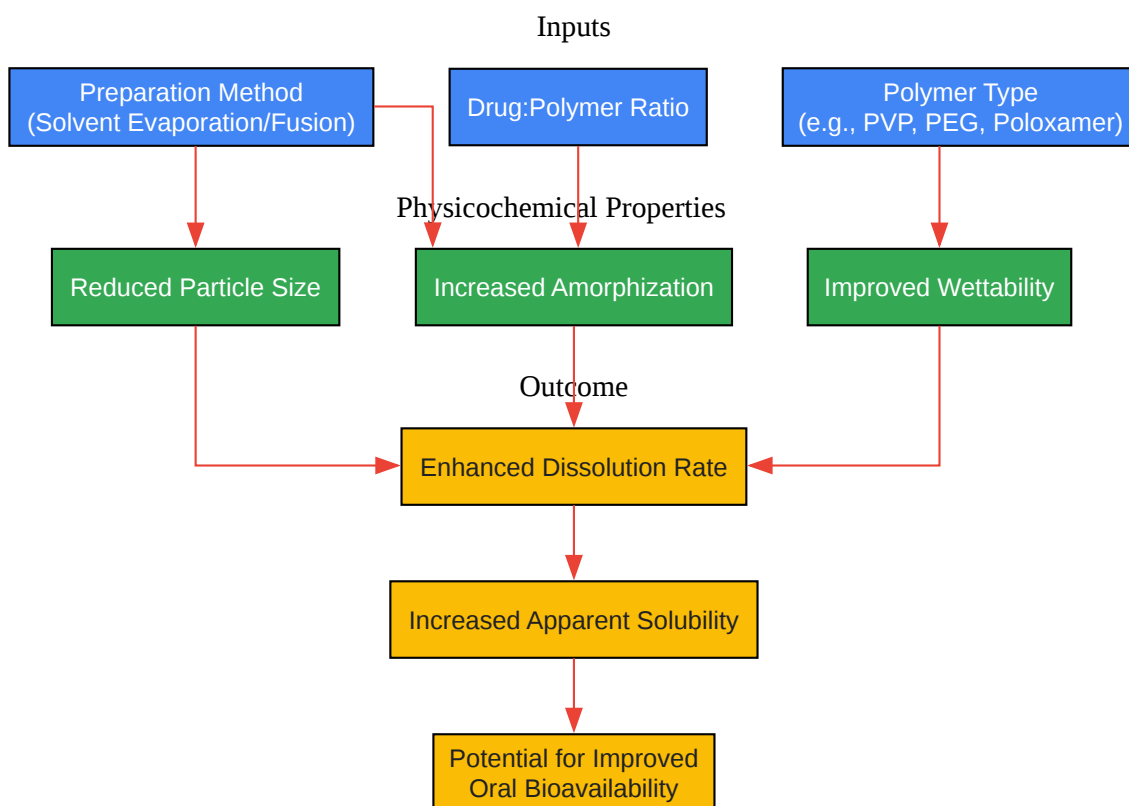 Inputs
Preparation Method
(Solvent Evaporation/Fusion)
Drug:Polymer Ratio
Polymer Type
(e.g., PVP, PEG, Poloxamer)
Physicochemical Properties
Reduced Particle Size
Increased Amorphization
Improved Wettability
Outcome
Enhanced Dissolution Rate
Increased Apparent Solubility
Potential for Improved
Oral Bioavailability